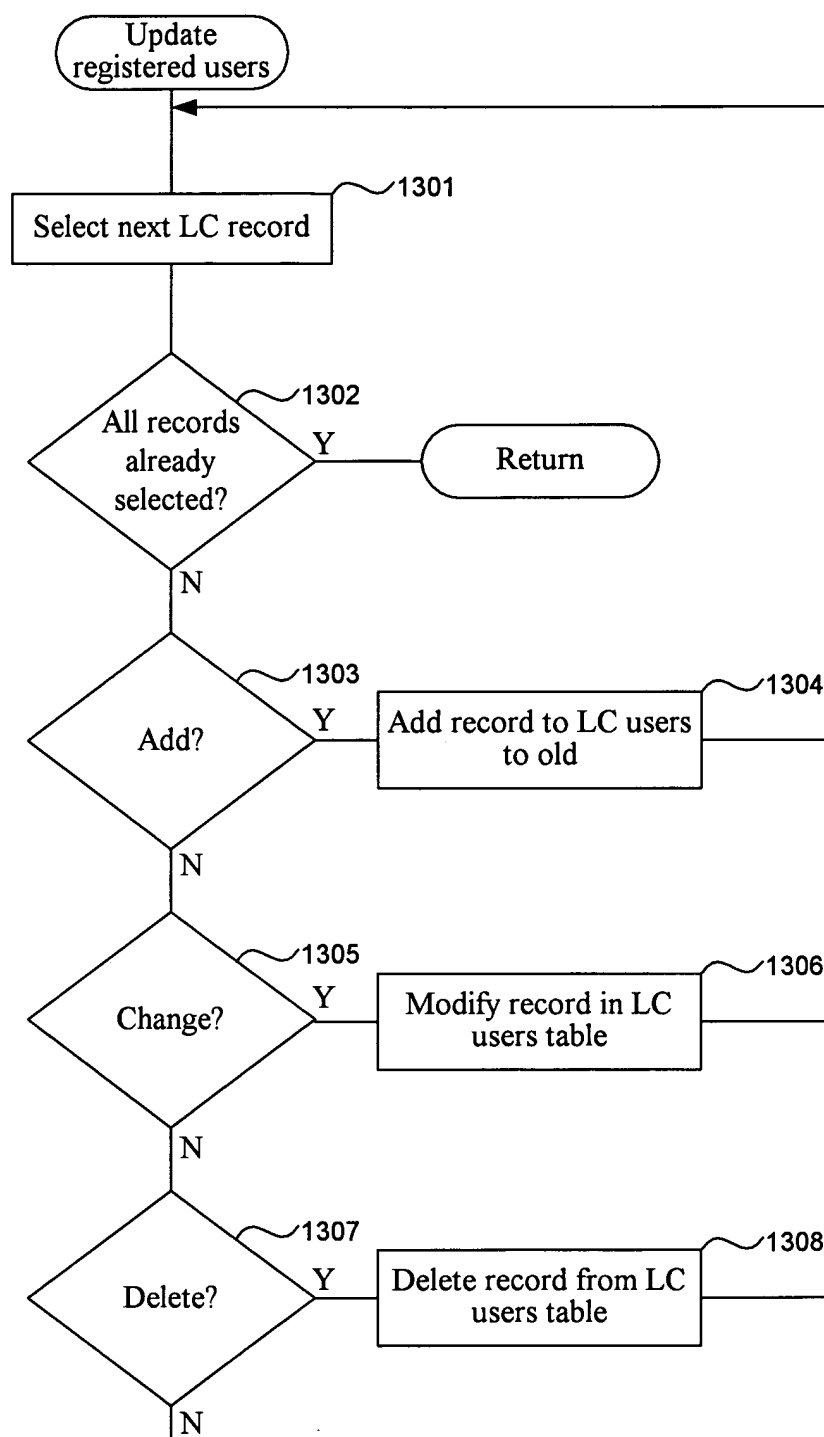 Update
registered users
1301
Select next LC record
1302
All records
already
selected?
Y
Return
N
1303
Add?
Y
1304
Add record to LC users
to old
N
1305
Change?
Y
1306
Modify record in LC
users table
N
1307
Delete?
Y
1308
Delete record from LC
users table
N